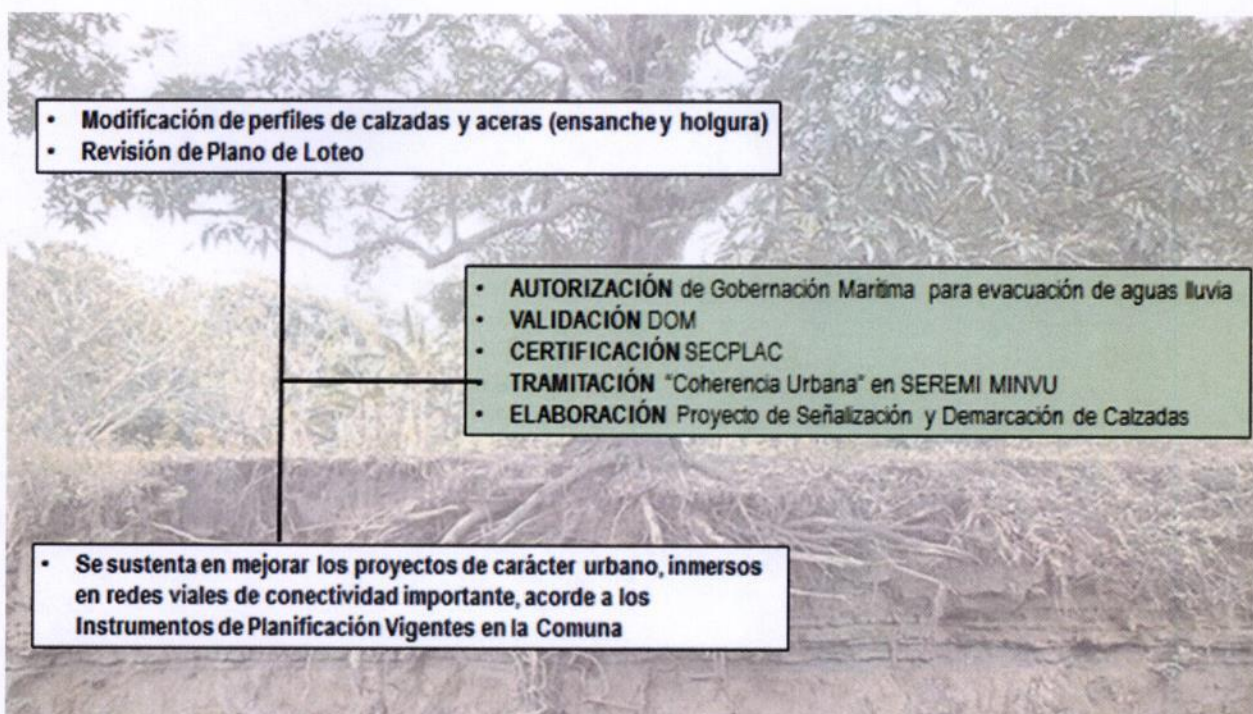 • Modificación de perfiles de calzadas y aceras (ensanche y holgura)
• Revisión de Plano de Loteo
• AUTORIZACIÓN de Gobernación Marítima para evacuación de aguas lluvia
• VALIDACIÓN DOM
• CERTIFICACIÓN SECPLAC
• TRAMITACIÓN "Coherencia Urbana" en SEREMI MINVU
• ELABORACIÓN Proyecto de Señalización y Demarcación de Calzadas
• Se sustenta en mejorar los proyectos de carácter urbano, inmersos
en redes viales de conectividad importante, acorde a los
Instrumentos de Planificación Vigentes en la Comuna